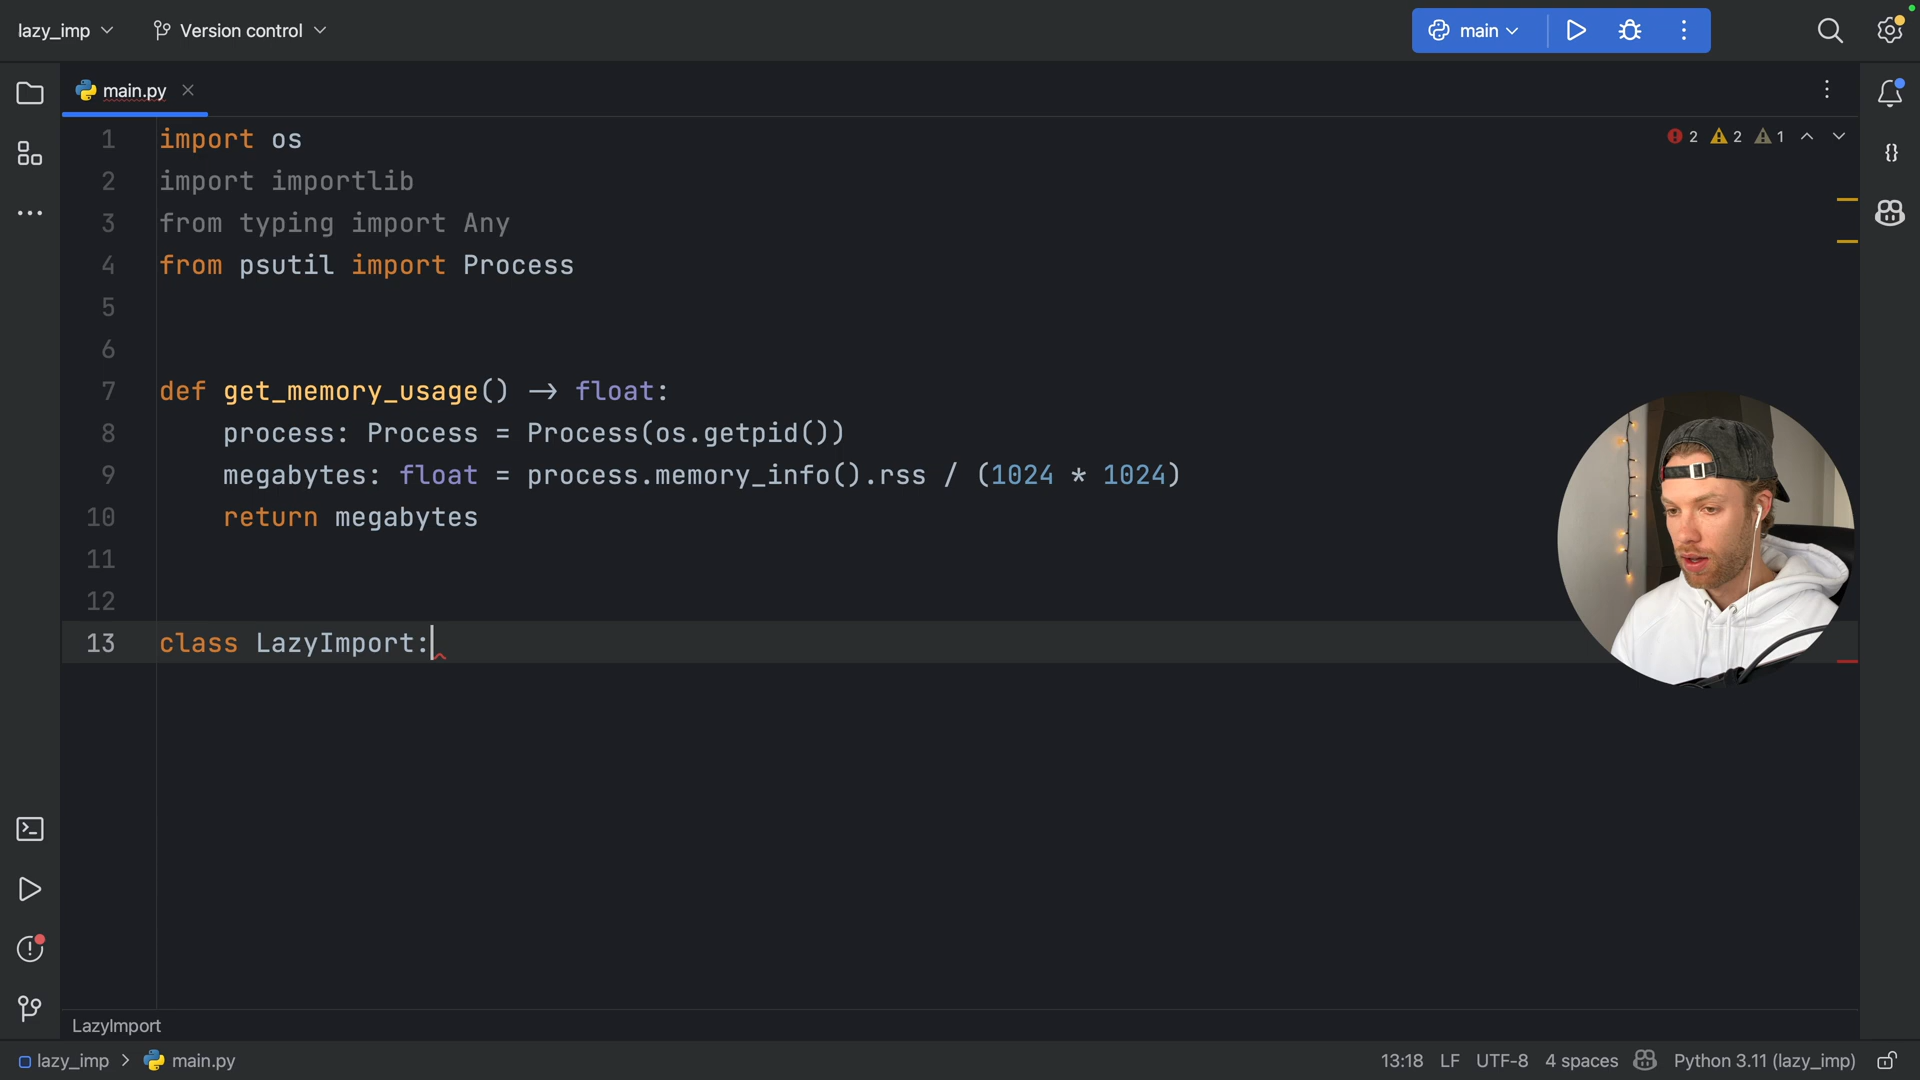 lazy_imp
Version control
main
main.py
2 2 1
1 import os
2 import importlib
3 from typing import Any
4 from psutil import Process
5
6
7 def get_memory_usage() → float:
8 process: Process = Process(os.getpid())
9 megabytes: float = process.memory_info().rss / (1024 * 1024)
10 return megabytes
11
12
13 class LazyImport:
LazyImport
lazy_imp > main.py
13:18 LF UTF-8 4 spaces Python 3.11 (lazy_imp)